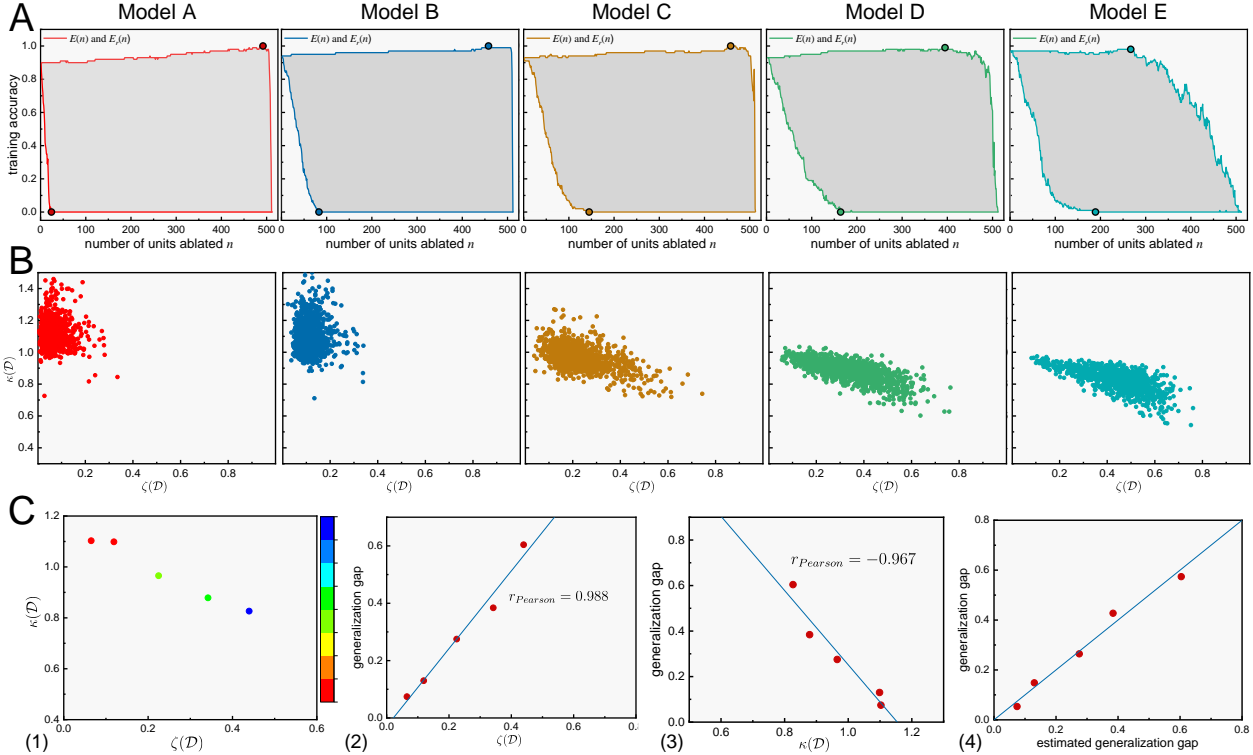 A
Model A
Model B
Model C
Model D
Model E
training accuracy
1.0
0.8
0.6
0.4
0.2
0.0
E(n) and Eᵣ(n)
0 100 200 300 400 500
number of units ablated n
E(n) and Eᵣ(n)
0 100 200 300 400 500
number of units ablated n
E(n) and Eᵣ(n)
0 100 200 300 400 500
number of units ablated n
E(n) and Eᵣ(n)
0 100 200 300 400 500
number of units ablated n
E(n) and Eᵣ(n)
0 100 200 300 400 500
number of units ablated n
B
κ(𝒟)
1.4
1.2
1.0
0.8
0.6
0.4
0.2 0.4 0.6 0.8
ζ(𝒟)
0.2 0.4 0.6 0.8
ζ(𝒟)
0.2 0.4 0.6 0.8
ζ(𝒟)
0.2 0.4 0.6 0.8
ζ(𝒟)
0.2 0.4 0.6 0.8
ζ(𝒟)
C
κ(𝒟)
1.2
1.0
0.8
0.6
0.4
0.0 0.2 0.4 0.6
(1)
ζ(𝒟)
generalization gap
0.6
0.4
0.2
0.0
r_Pearson = 0.988
0.0 0.2 0.4 0.6 0.8
(2)
ζ(𝒟)
generalization gap
0.8
0.6
0.4
0.2
0.0
r_Pearson = −0.967
0.6 0.8 1.0 1.2
(3)
κ(𝒟)
generalization gap
0.8
0.6
0.4
0.2
0.0
0.0 0.2 0.4 0.6 0.8
(4)
estimated generalization gap